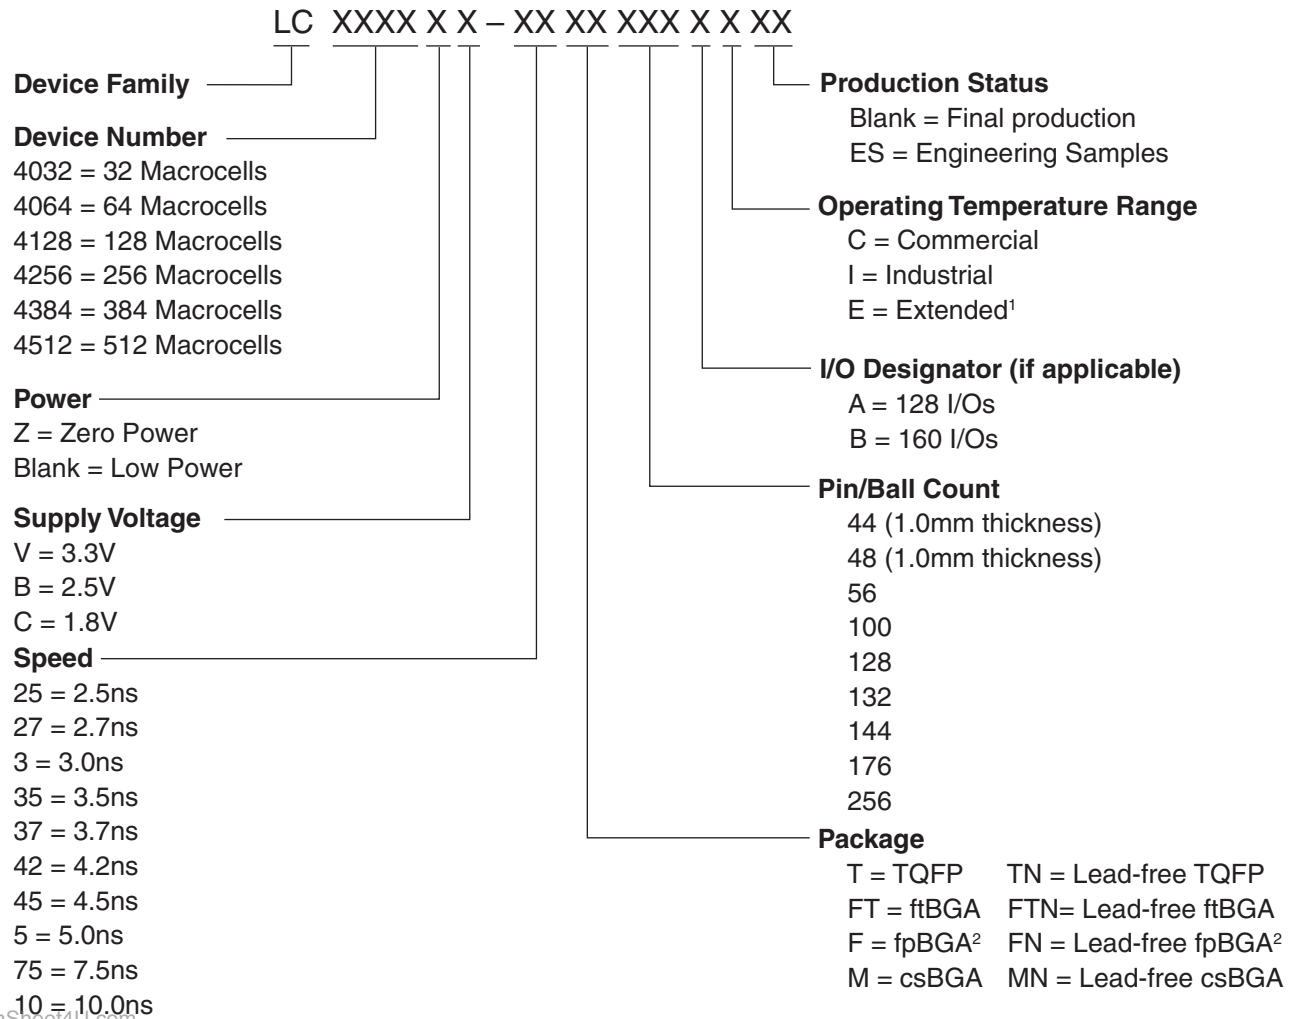 LC XXXX X X – XX XX XXX X X XX
Device Family
Device Number
4032 = 32 Macrocells
4064 = 64 Macrocells
4128 = 128 Macrocells
4256 = 256 Macrocells
4384 = 384 Macrocells
4512 = 512 Macrocells
Power
Z = Zero Power
Blank = Low Power
Supply Voltage
V = 3.3V
B = 2.5V
C = 1.8V
Speed
25 = 2.5ns
27 = 2.7ns
3 = 3.0ns
35 = 3.5ns
37 = 3.7ns
42 = 4.2ns
45 = 4.5ns
5 = 5.0ns
75 = 7.5ns
10 = 10.0ns
Production Status
Blank = Final production
ES = Engineering Samples
Operating Temperature Range
C = Commercial
I = Industrial
E = Extended¹
I/O Designator (if applicable)
A = 128 I/Os
B = 160 I/Os
Pin/Ball Count
44 (1.0mm thickness)
48 (1.0mm thickness)
56
100
128
132
144
176
256
Package
T = TQFP TN = Lead-free TQFP
FT = ftBGA FTN= Lead-free ftBGA
F = fpBGA² FN = Lead-free fpBGA²
M = csBGA MN = Lead-free csBGA